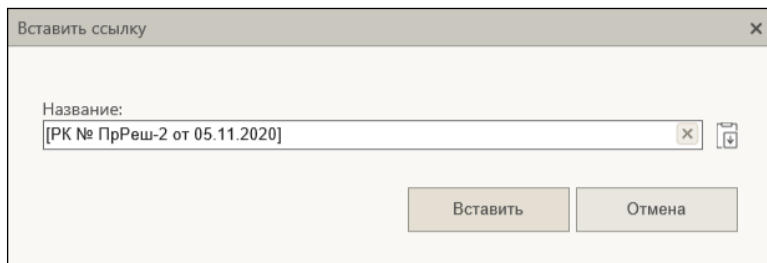 Вставить ссылку
Название:
[РК № ПрРеш-2 от 05.11.2020]
Вставить Отмена